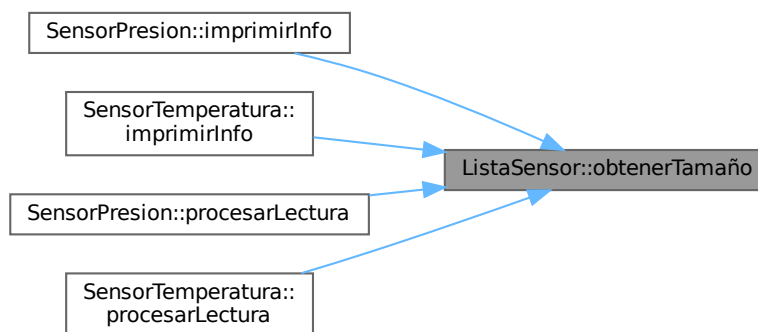 SensorPresion::imprimirInfo
SensorTemperatura::
imprimirInfo
ListaSensor::obtenerTamaño
SensorPresion::procesarLectura
SensorTemperatura::
procesarLectura